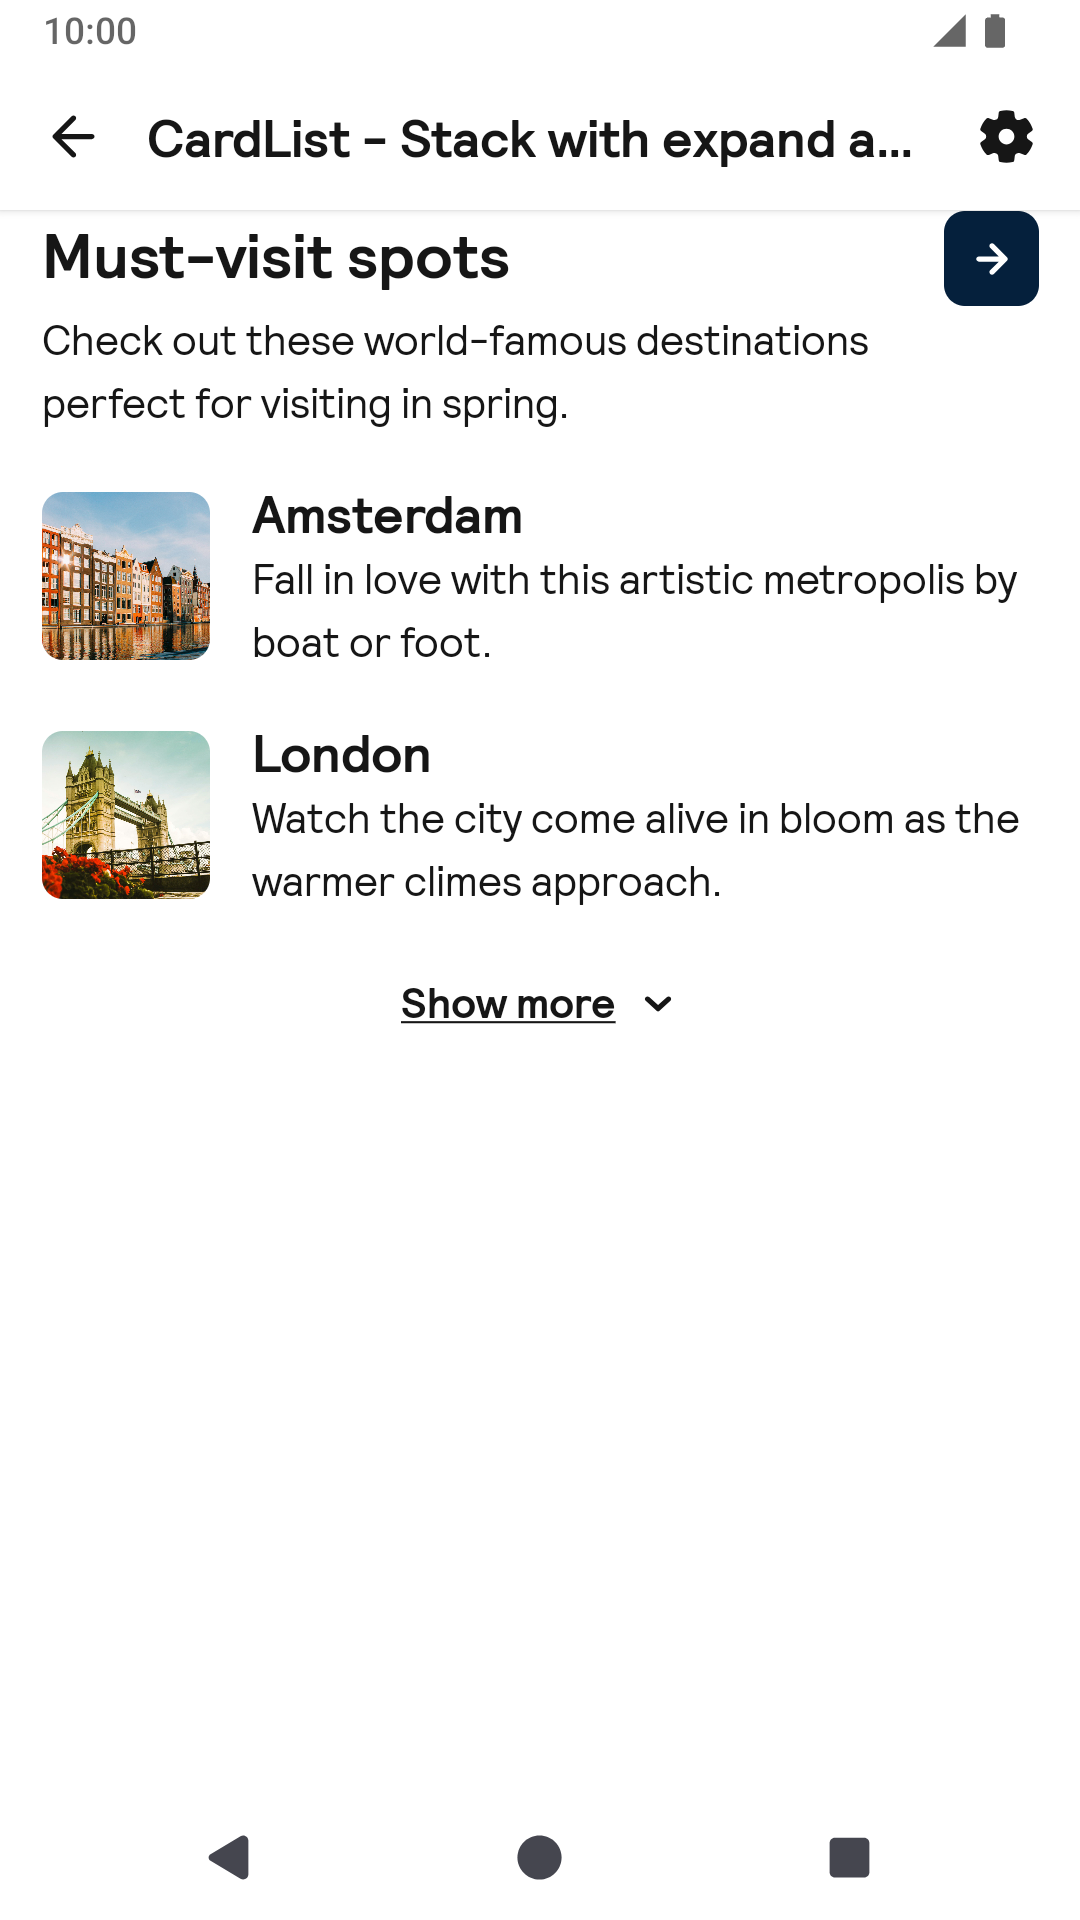 10:00
CardList - Stack with expand a...
Must-visit spots
Check out these world-famous destinations
perfect for visiting in spring.
Amsterdam
Fall in love with this artistic metropolis by
boat or foot.
London
Watch the city come alive in bloom as the
warmer climes approach.
Show more